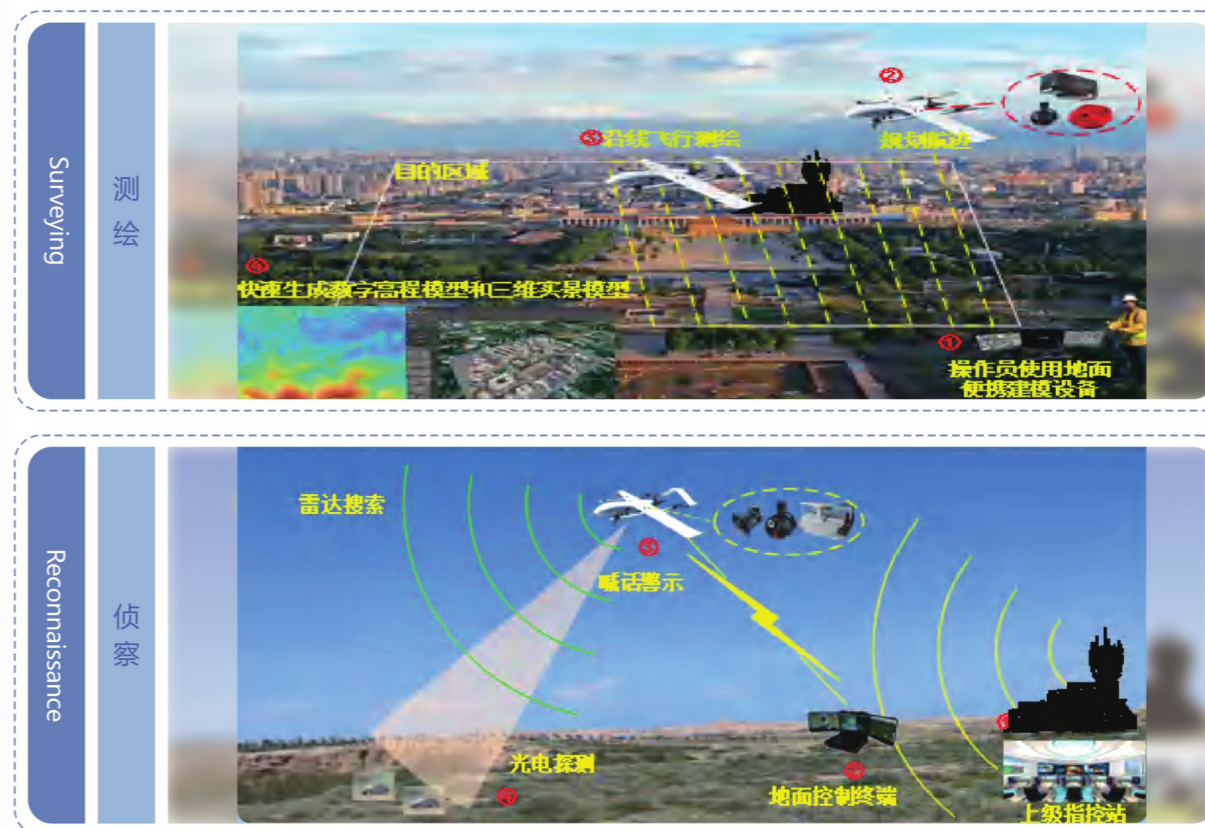 Surveying
测绘
②
规划航迹
③沿线飞行测绘
目的区域
快速生成数字高程模型和三维实景模型
①
操作员使用地面
便携建模设备
Reconnaissance
侦察
雷达搜索
③
喊话警示
光电探测
②
地面控制终端
上级指控站